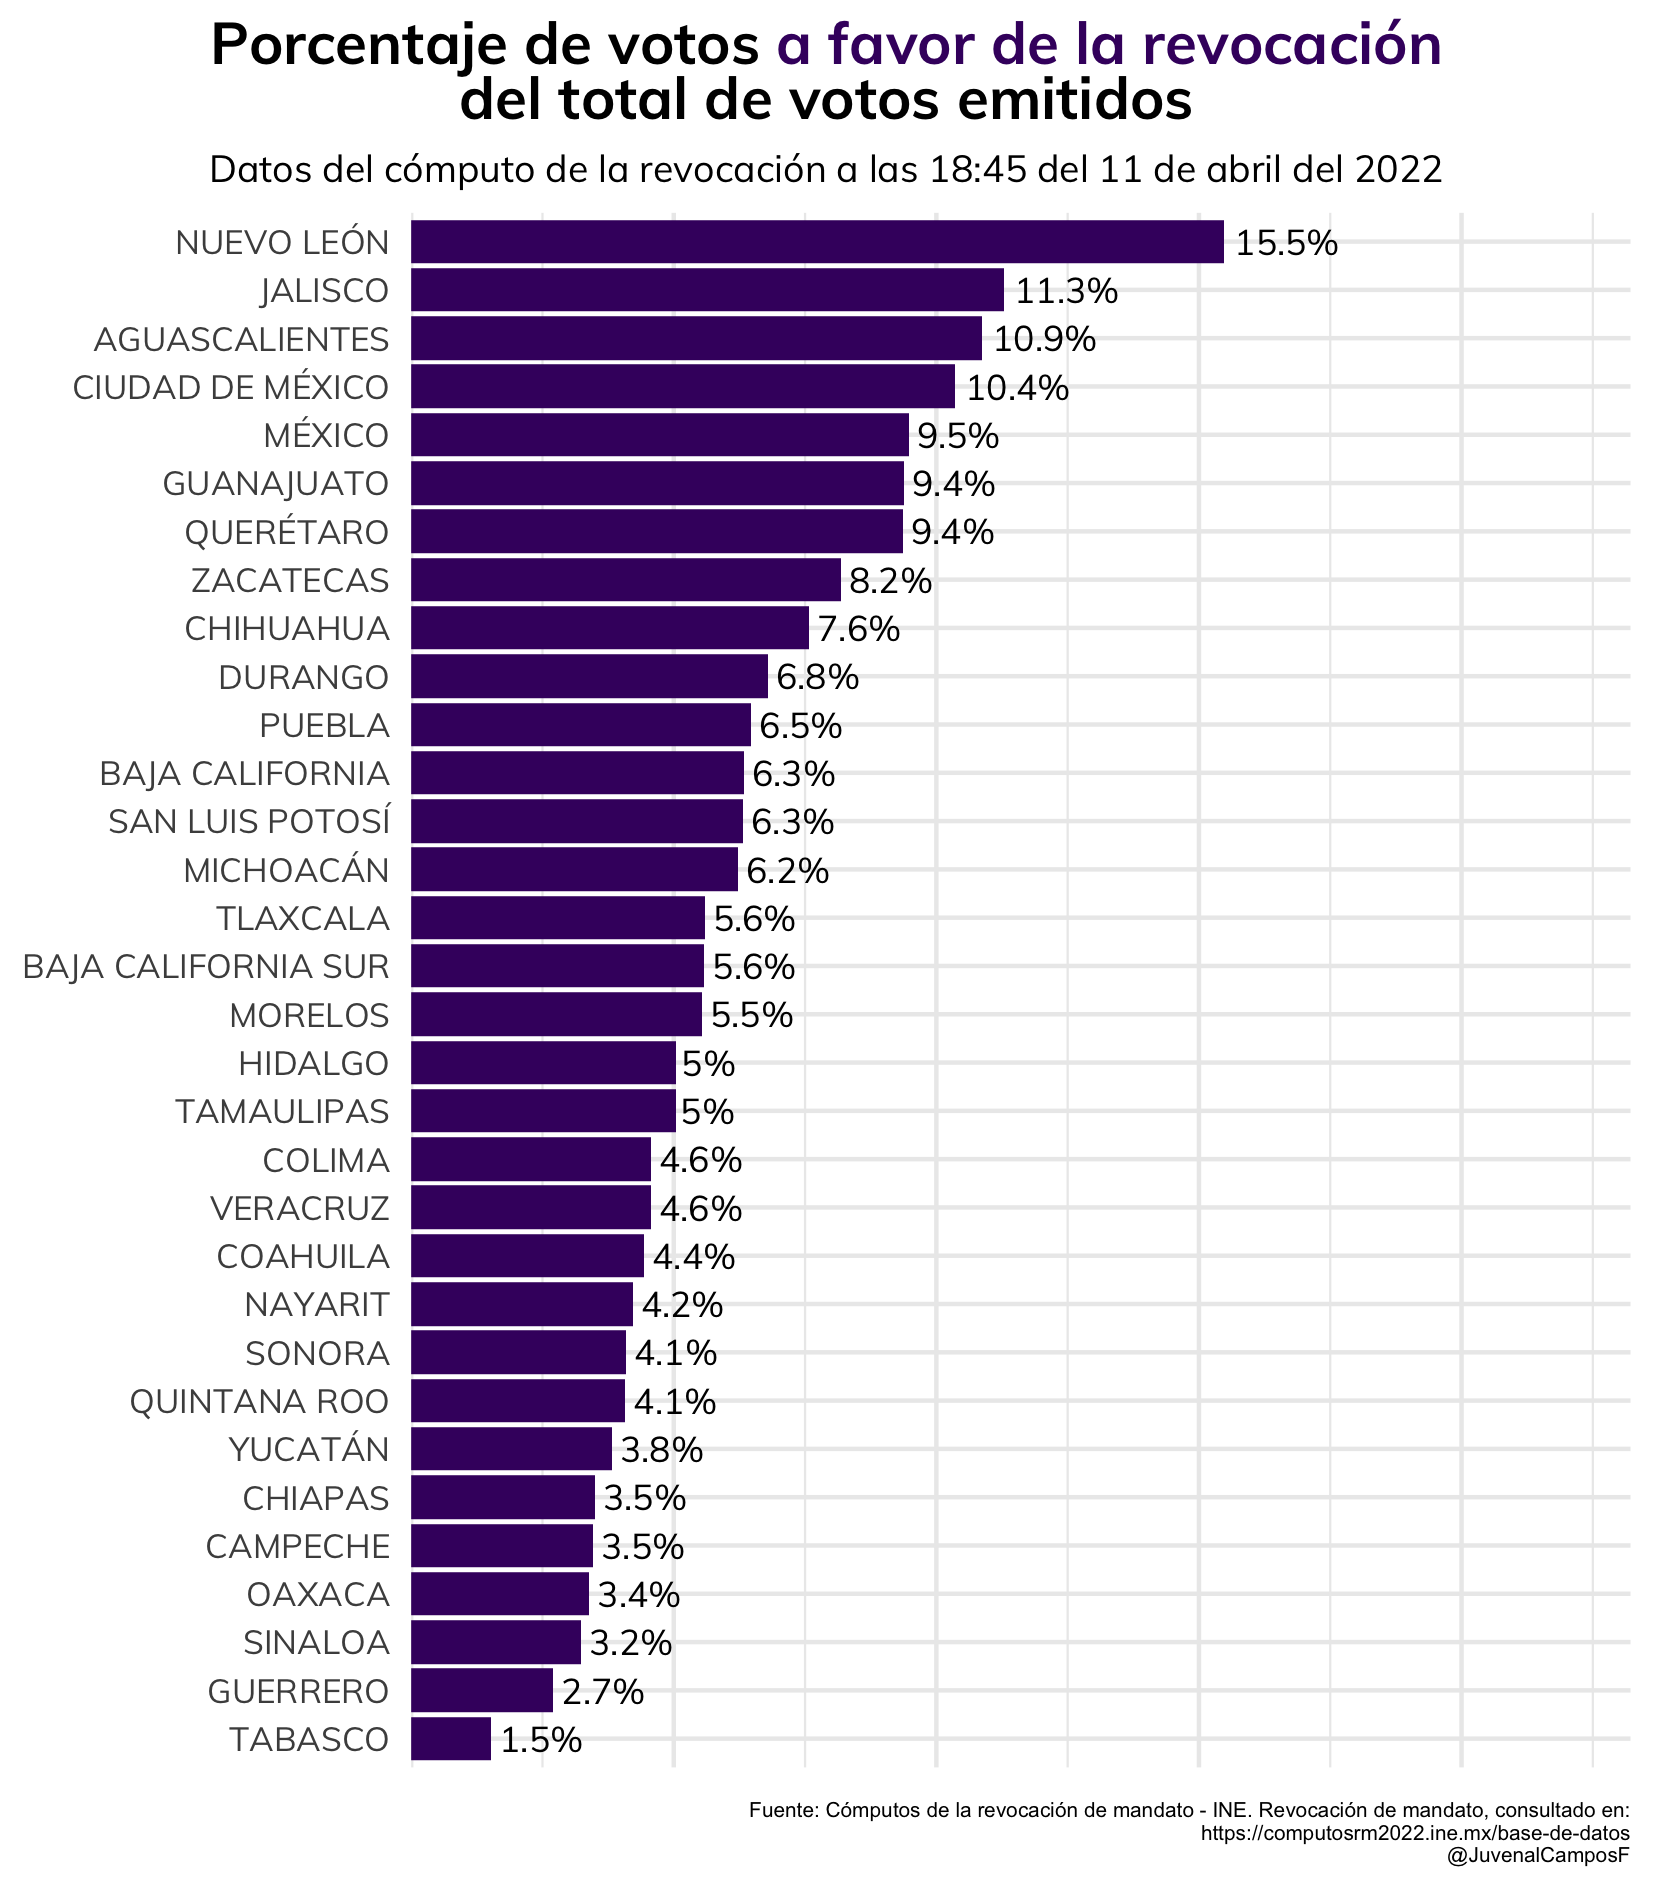 Porcentaje de votos a favor de la revocación
del total de votos emitidos
Datos del cómputo de la revocación a las 18:45 del 11 de abril del 2022
NUEVO LEÓN 15.5%
JALISCO 11.3%
AGUASCALIENTES 10.9%
CIUDAD DE MÉXICO 10.4%
MÉXICO 9.5%
GUANAJUATO 9.4%
QUERÉTARO 9.4%
ZACATECAS 8.2%
CHIHUAHUA 7.6%
DURANGO 6.8%
PUEBLA 6.5%
BAJA CALIFORNIA 6.3%
SAN LUIS POTOSÍ 6.3%
MICHOACÁN 6.2%
TLAXCALA 5.6%
BAJA CALIFORNIA SUR 5.6%
MORELOS 5.5%
HIDALGO 5%
TAMAULIPAS 5%
COLIMA 4.6%
VERACRUZ 4.6%
COAHUILA 4.4%
NAYARIT 4.2%
SONORA 4.1%
QUINTANA ROO 4.1%
YUCATÁN 3.8%
CHIAPAS 3.5%
CAMPECHE 3.5%
OAXACA 3.4%
SINALOA 3.2%
GUERRERO 2.7%
TABASCO 1.5%
Fuente: Cómputos de la revocación de mandato - INE. Revocación de mandato, consultado en:
https://computosrm2022.ine.mx/base-de-datos
@JuvenalCamposF